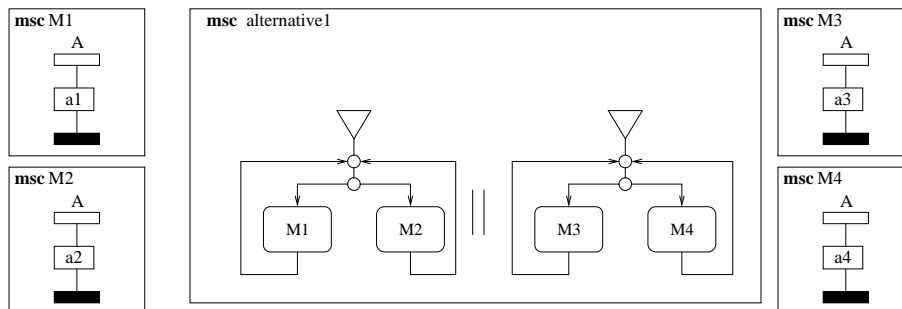 msc M1
A
a1
msc M2
A
a2
msc alternative1
M1
M2
M3
M4
msc M3
A
a3
msc M4
A
a4